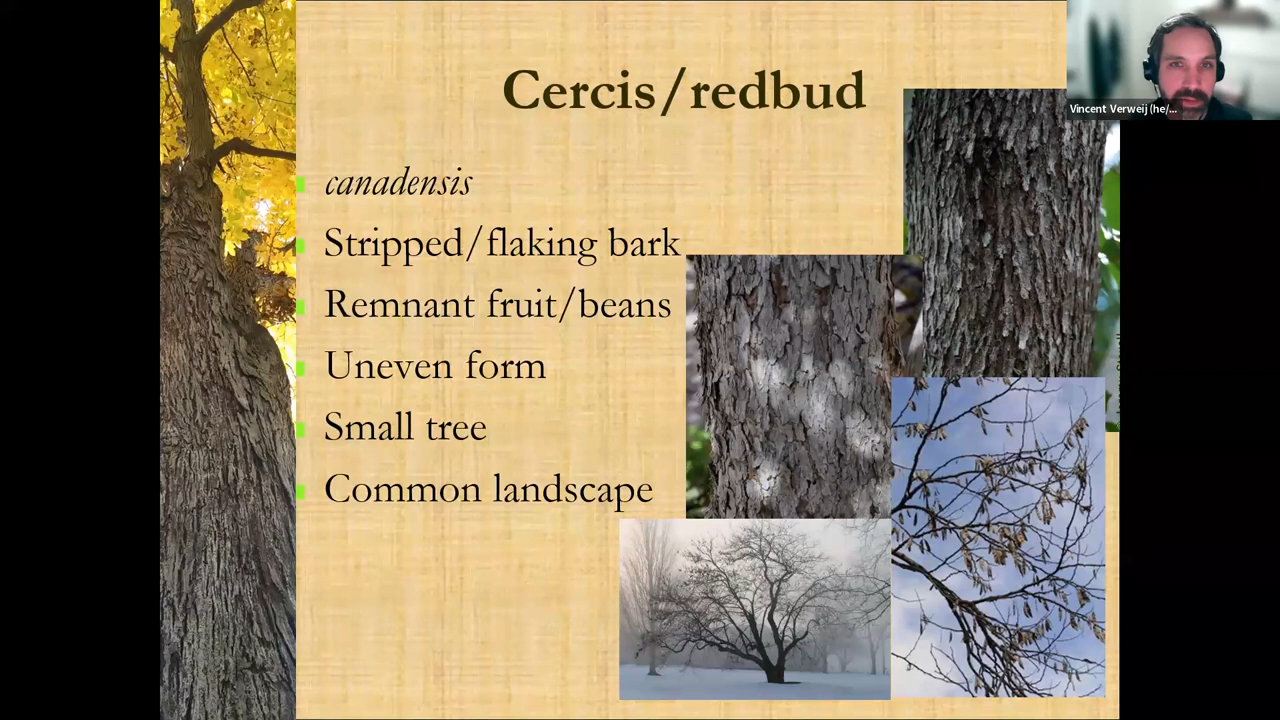 Cercis/redbud
Vincent Verweij (he/...
canadensis
Stripped/flaking bark
Remnant fruit/beans
Uneven form
Small tree
Common landscape